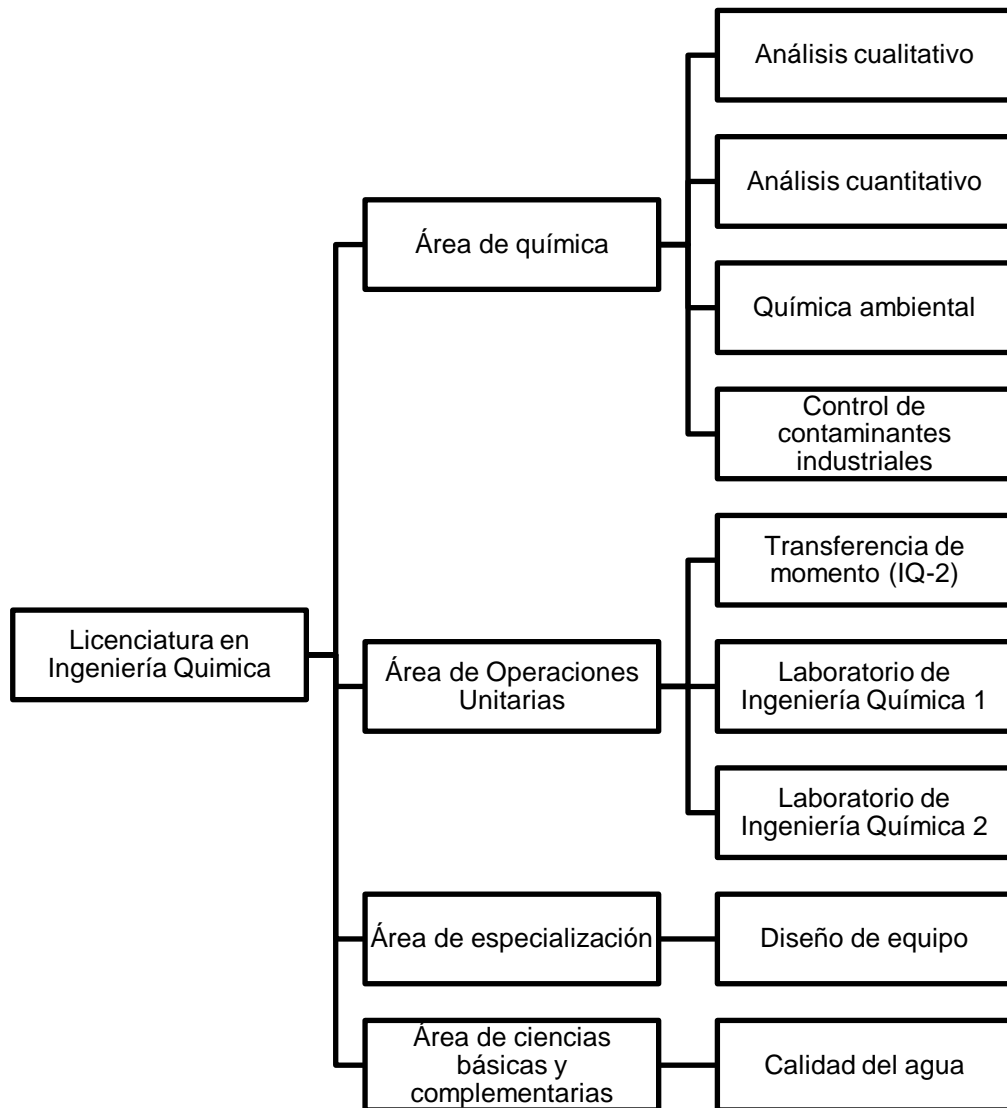 Licenciatura en
Ingeniería Quimica
Área de química
Análisis cualitativo
Análisis cuantitativo
Química ambiental
Control de
contaminantes
industriales
Área de Operaciones
Unitarias
Transferencia de
momento (IQ-2)
Laboratorio de
Ingeniería Química 1
Laboratorio de
Ingeniería Química 2
Área de especialización
Diseño de equipo
Área de ciencias
básicas y
complementarias
Calidad del agua